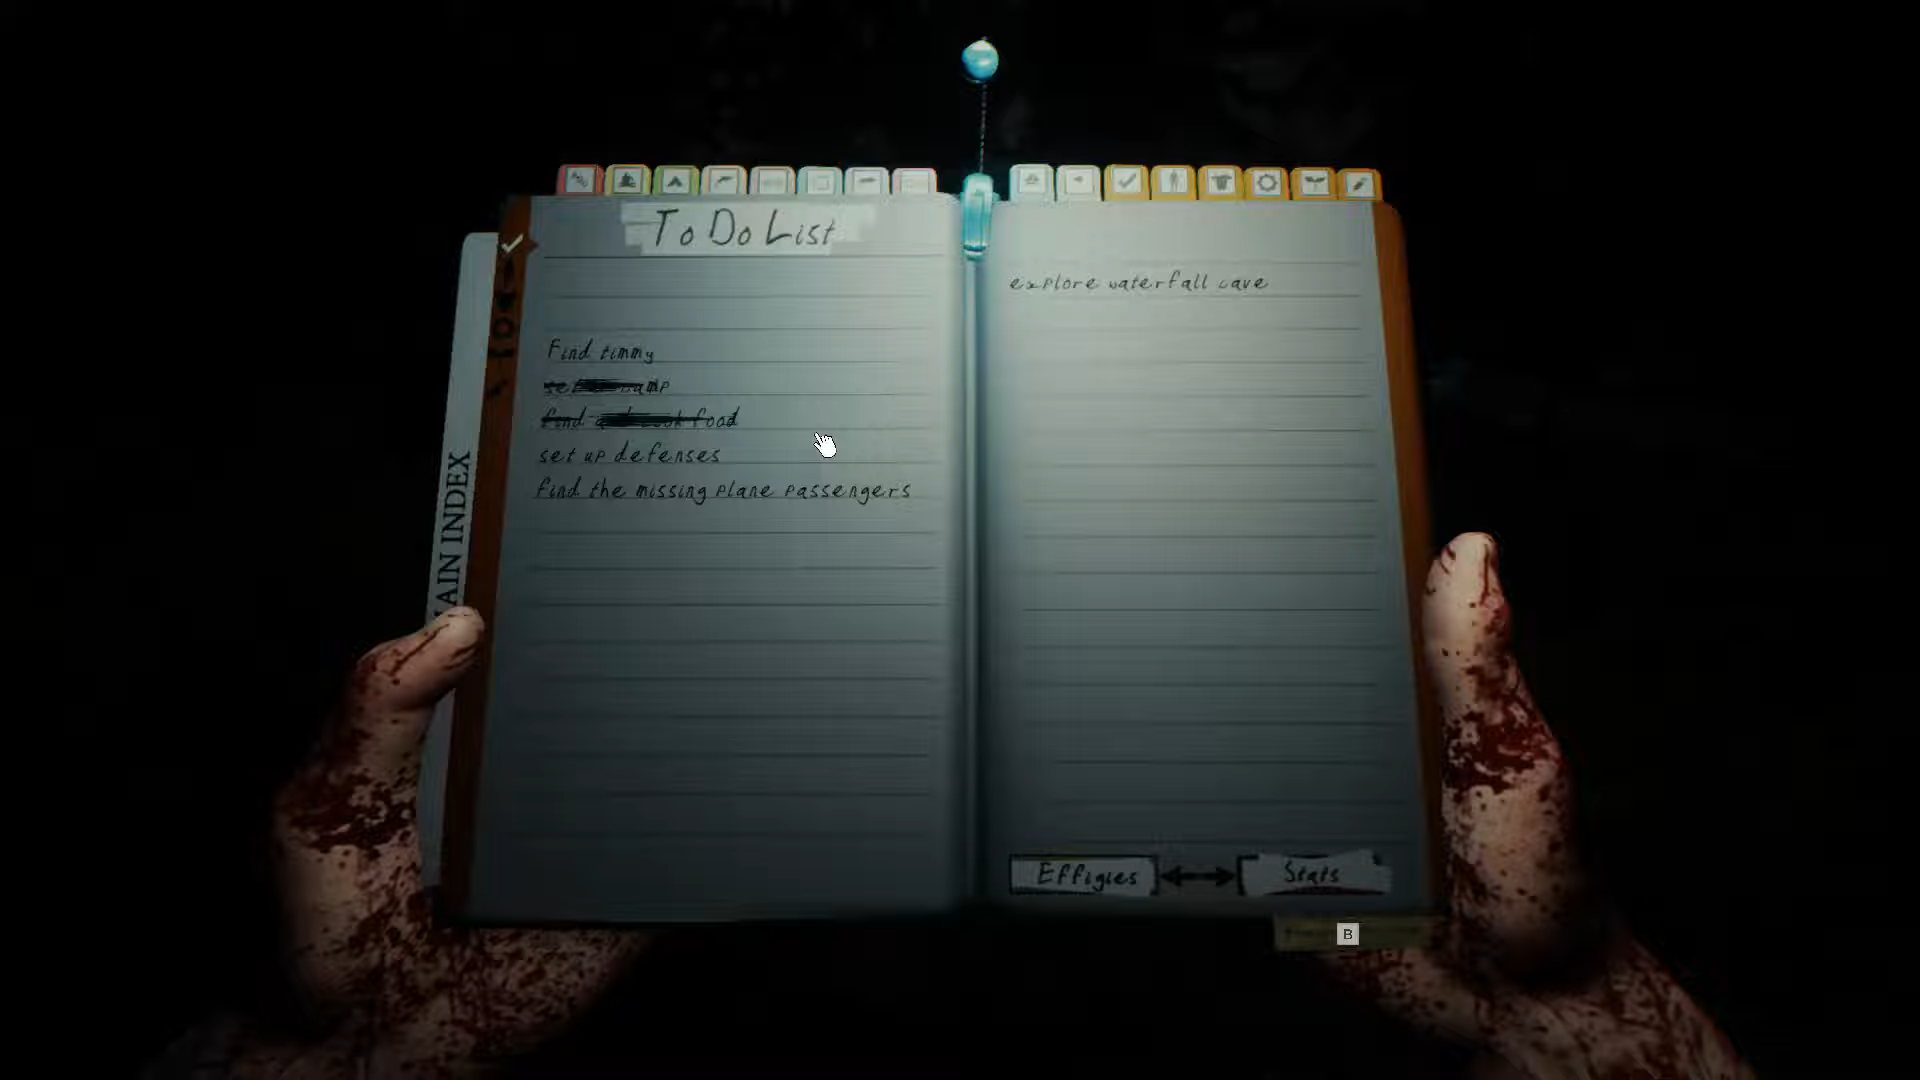 To Do List
Find timmy
find food
set up defenses
find the missing plane passengers
MAIN INDEX
explore waterfall cave
Effigies
Stats
B